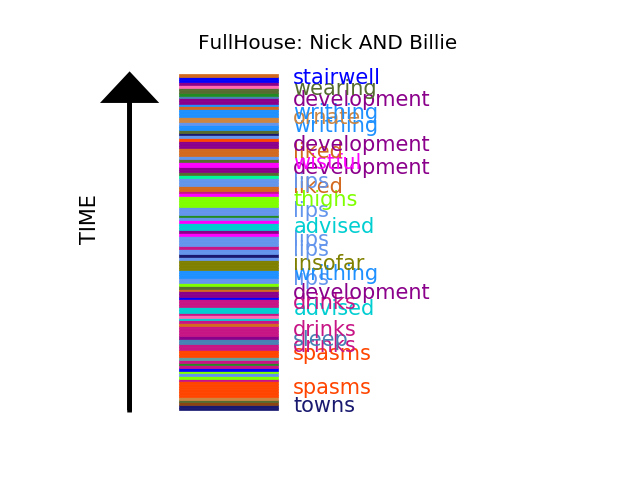 FullHouse: Nick AND Billie
stairwell
wearing
development
writhing
ornate
writhing
development
liked
wistful
development
lips
liked
thighs
lips
advised
lips
lips
insofar
writhing
lips
development
drinks
advised
drinks
sleep
drinks
spasms
spasms
towns
TIME